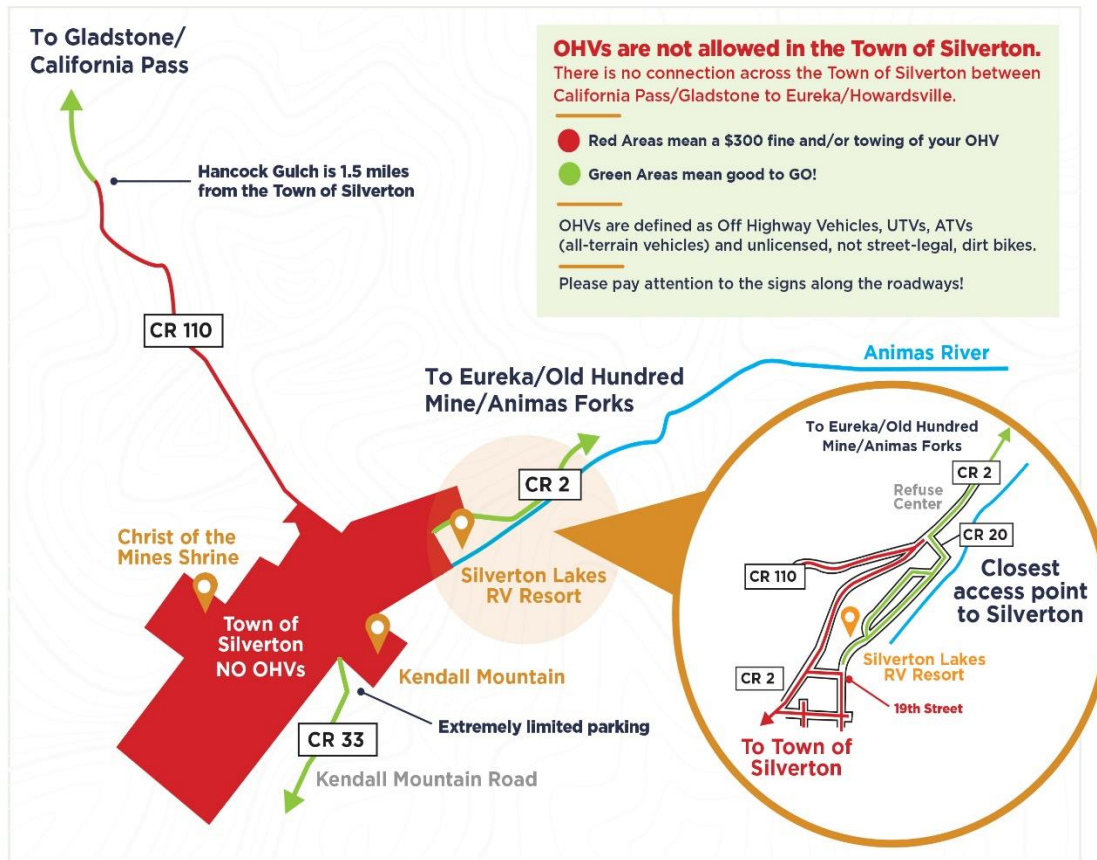 To Gladstone/
California Pass
OHVs are not allowed in the Town of Silverton.
There is no connection across the Town of Silverton between
California Pass/Gladstone to Eureka/Howardsville.
Red Areas mean a $300 fine and/or towing of your OHV
Green Areas mean good to GO!
OHVs are defined as Off Highway Vehicles, UTVs, ATVs
(all-terrain vehicles) and unlicensed, not street-legal, dirt bikes.
Please pay attention to the signs along the roadways!
Hancock Gulch is 1.5 miles
from the Town of Silverton
CR 110
Animas River
To Eureka/Old Hundred
Mine/Animas Forks
CR 2
Christ of the
Mines Shrine
Silverton Lakes
RV Resort
Town of
Silverton
NO OHVs
Kendall Mountain
Extremely limited parking
CR 33
Kendall Mountain Road
To Eureka/Old Hundred
Mine/Animas Forks
CR 2
Refuse
Center
CR 20
CR 110
Closest
access point
to Silverton
Silverton Lakes
RV Resort
CR 2
19th Street
To Town of
Silverton